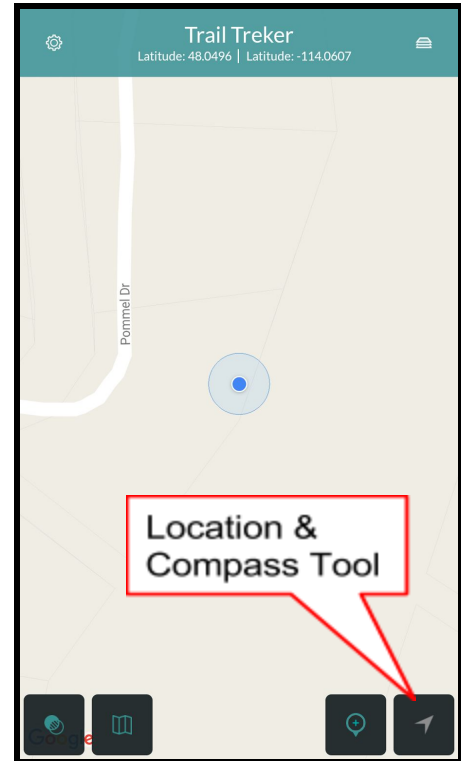 Trail Treker
Latitude: 48.0496 | Latitude: -114.0607
Pommel Dr
Location &
Compass Tool
Google